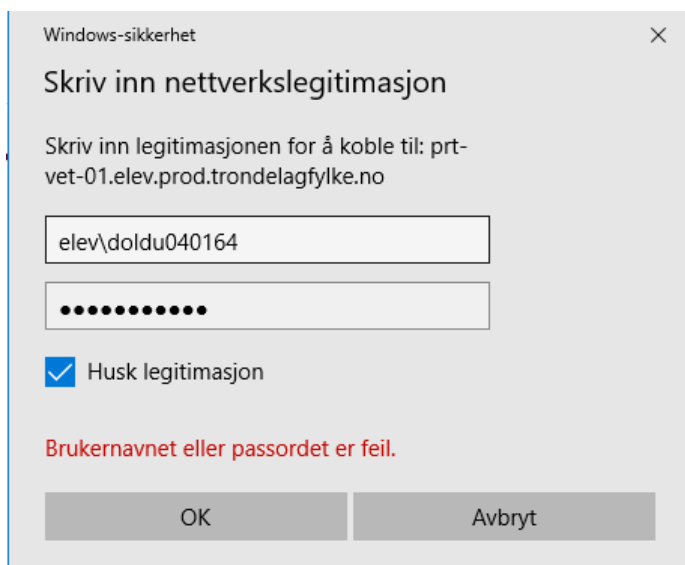 Windows-sikkerhet
Skriv inn nettverkslegitimasjon
Skriv inn legitimasjonen for å koble til: prt-
vet-01.elev.prod.trondelagfylke.no
elev\doldu040164
●●●●●●●●●●●
Husk legitimasjon
Brukernavnet eller passordet er feil.
OK
Avbryt